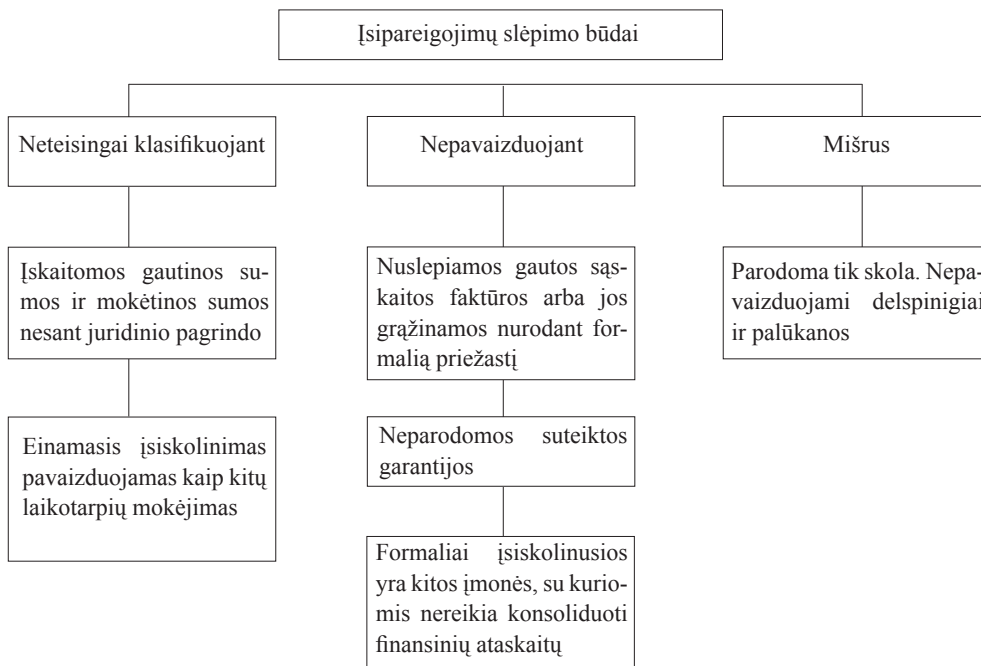 Įsipareigojimų slėpimo būdai
Neteisingai klasifikuojant
Nepavaizduojant
Mišrus
Įskaitomos gautinos su-
mos ir mokėtinos sumos
nesant juridinio pagrindo
Nuslepiamos gautos sąs-
kaitos faktūros arba jos
grąžinamos nurodant for-
malią priežastį
Parodoma tik skola. Nepa-
vaizduojami delspinigiai
ir palūkanos
Einamasis įsiskolinimas
pavaizduojamas kaip kitų
laikotarpių mokėjimas
Neparodomos suteiktos
garantijos
Formaliai įsiskolinusios
yra kitos įmonės, su kurio-
mis nereikia konsoliduoti
finansinių ataskaitų